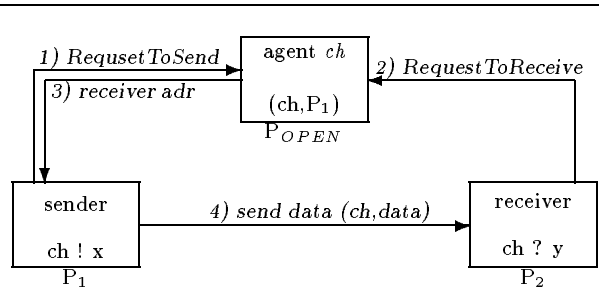 agent ch
1) RequsetToSend
2) RequestToReceive
3) receiver adr
(ch,P₁)
P_OPEN
sender
ch ! x
P₁
4) send data (ch,data)
receiver
ch ? y
P₂